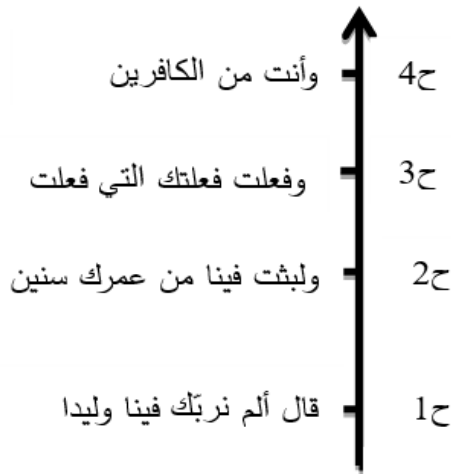 ح4 وأنت من الكافرين
ح3 وفعلت فعلتك التي فعلت
ح2 ولبثت فينا من عمرك سنين
ح1 قال ألم نربّك فينا وليدا